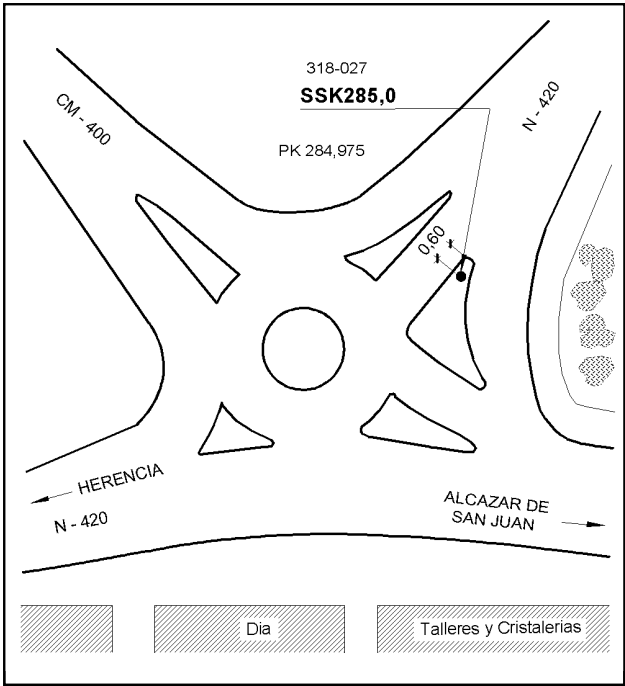 318-027
SSK285,0
CM - 400
N - 420
PK 284,975
0,60
HERENCIA
N - 420
ALCAZAR DE
SAN JUAN
Dia
Talleres y Cristalerias